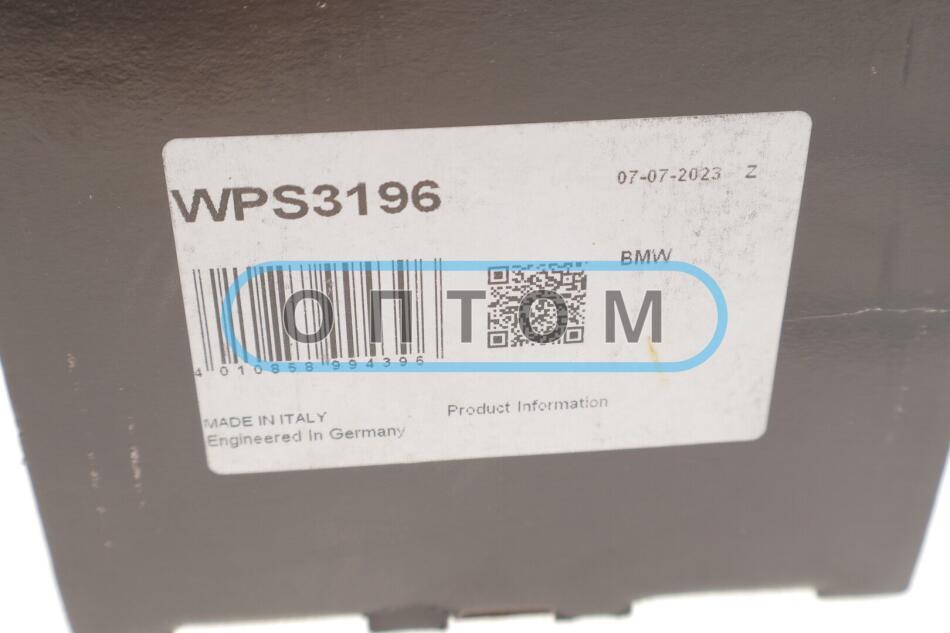 WPS3196
07-07-2023 Z
BMW
ОПТОМ
4 010858 994396
Product Information
MADE IN ITALY
Engineered In Germany